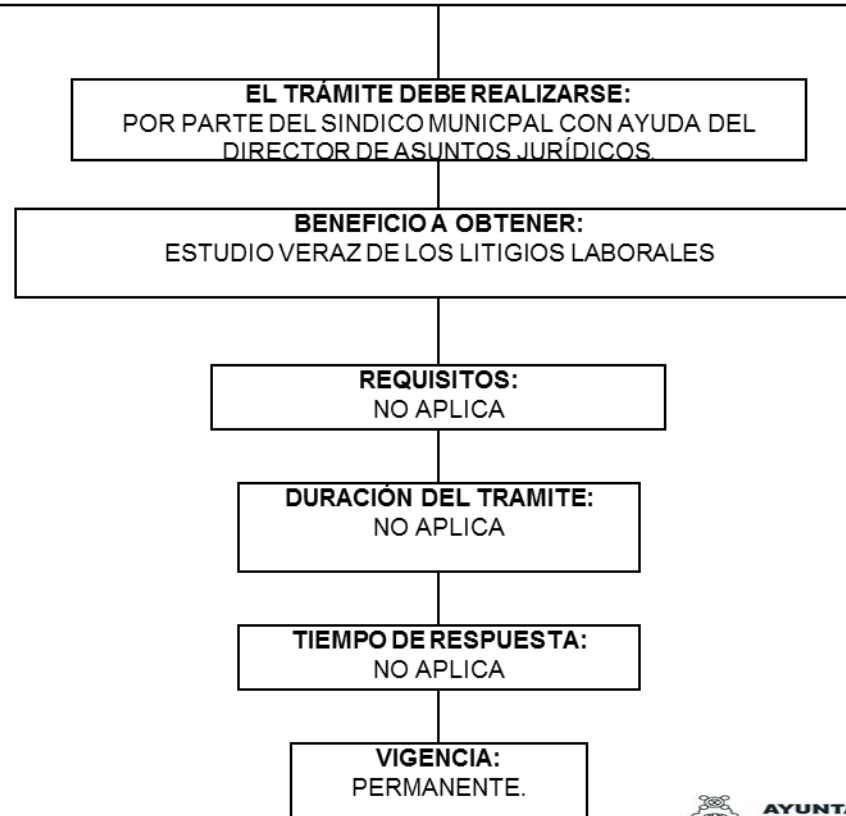 EL TRÁMITE DEBE REALIZARSE:
POR PARTE DEL SINDICO MUNICPAL CON AYUDA DEL
DIRECTOR DE ASUNTOS JURÍDICOS.
BENEFICIO A OBTENER:
ESTUDIO VERAZ DE LOS LITIGIOS LABORALES
REQUISITOS:
NO APLICA
DURACIÓN DEL TRAMITE:
NO APLICA
TIEMPO DE RESPUESTA:
NO APLICA
VIGENCIA:
PERMANENTE.